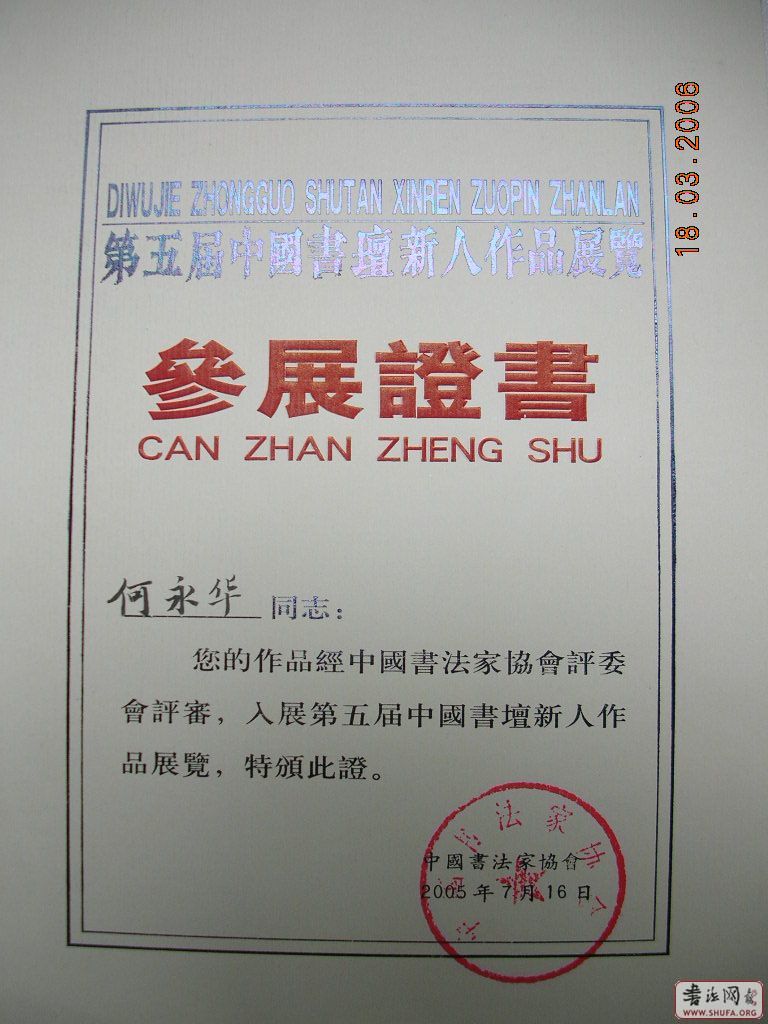 DIWUJIE ZHONGGUO SHUTAN XINREN ZUOPIN ZHANLAN
第五届中國書壇新人作品展覽
參展證書
CAN ZHAN ZHENG SHU
何永华 同志:
您的作品經中國書法家協會評委
會評審，入展第五届中國書壇新人作
品展覽，特頒此證。
中國書法家協會
2005年7月16日
18.03.2006
书法网
WWW.SHUFA.ORG